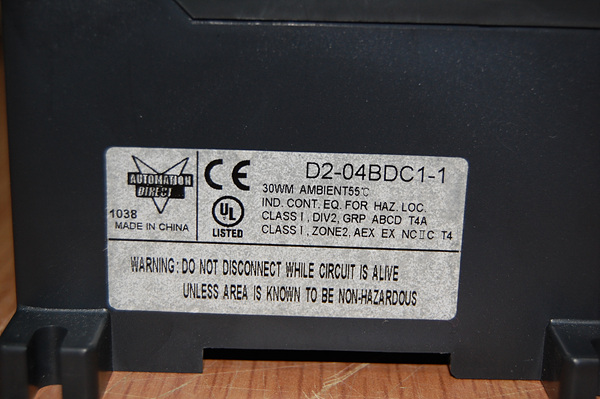 AUTOMATION
DIRECT
1038
MADE IN CHINA
CE
UL
LISTED
D2-04BDC1-1
30WM AMBIENT55℃
IND. CONT. EQ. FOR HAZ. LOC.
CLASS Ⅰ, DIV2, GRP ABCD T4A
CLASS Ⅰ, ZONE2, AEX EX NCⅡC T4
WARNING: DO NOT DISCONNECT WHILE CIRCUIT IS ALIVE
UNLESS AREA IS KNOWN TO BE NON-HAZARDOUS